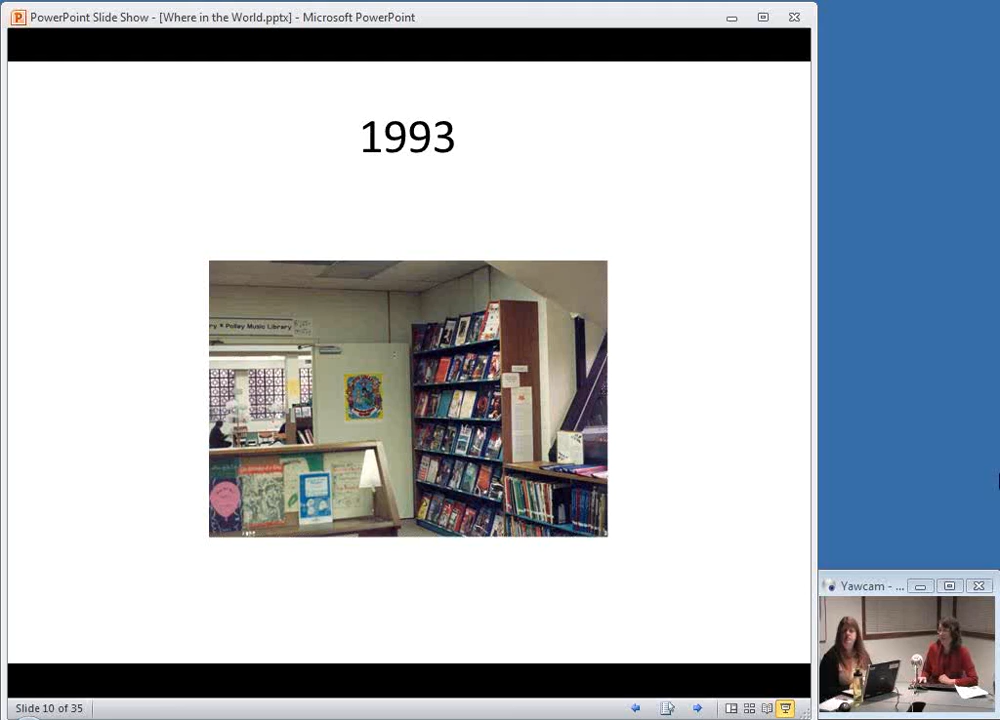 PowerPoint Slide Show - [Where in the World.pptx] - Microsoft PowerPoint
1993
Polley Music Library
Yawcam - ...
Slide 10 of 35